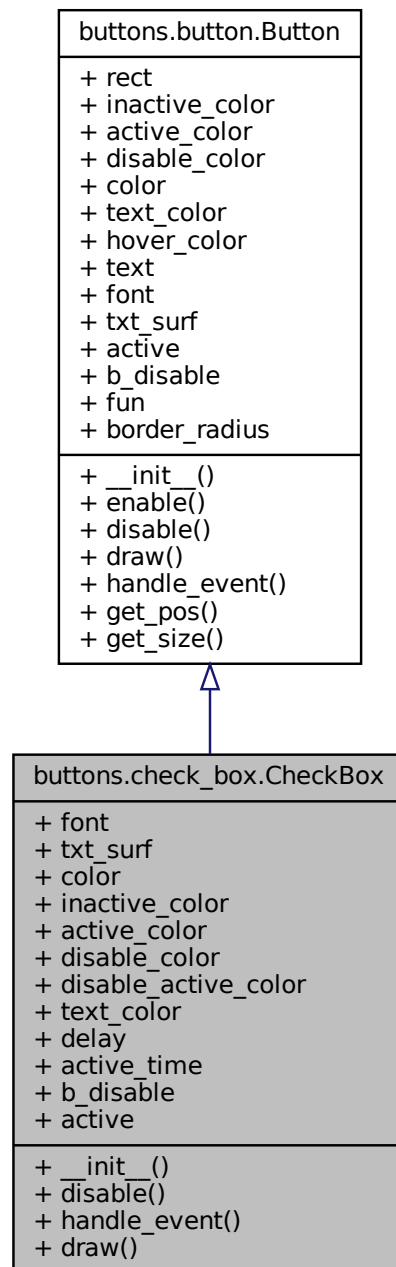 buttons.button.Button
+ rect
+ inactive_color
+ active_color
+ disable_color
+ color
+ text_color
+ hover_color
+ text
+ font
+ txt_surf
+ active
+ b_disable
+ fun
+ border_radius
+ __init__()
+ enable()
+ disable()
+ draw()
+ handle_event()
+ get_pos()
+ get_size()
buttons.check_box.CheckBox
+ font
+ txt_surf
+ color
+ inactive_color
+ active_color
+ disable_color
+ disable_active_color
+ text_color
+ delay
+ active_time
+ b_disable
+ active
+ __init__()
+ disable()
+ handle_event()
+ draw()